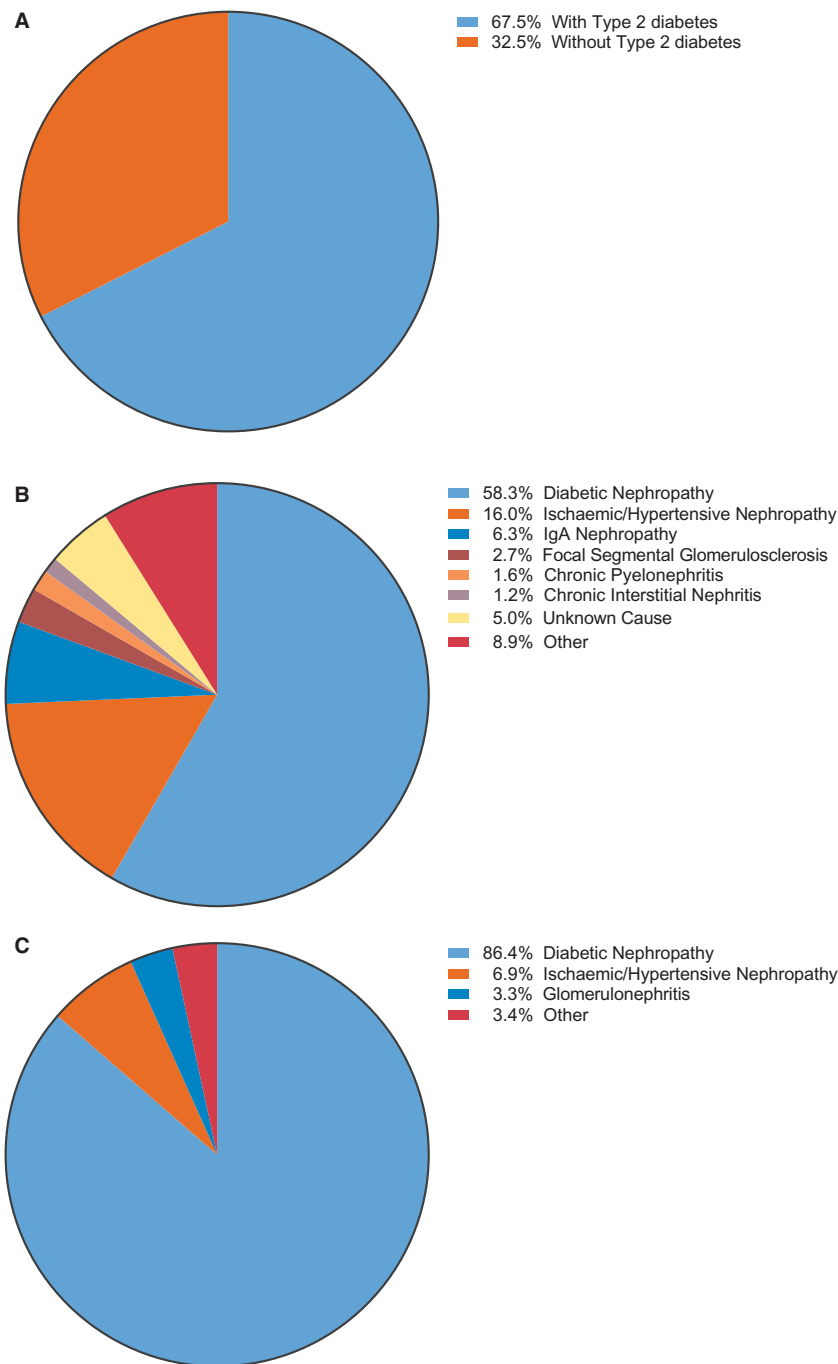 A
67.5% With Type 2 diabetes
32.5% Without Type 2 diabetes
B
58.3% Diabetic Nephropathy
16.0% Ischaemic/Hypertensive Nephropathy
6.3% IgA Nephropathy
2.7% Focal Segmental Glomerulosclerosis
1.6% Chronic Pyelonephritis
1.2% Chronic Interstitial Nephritis
5.0% Unknown Cause
8.9% Other
C
86.4% Diabetic Nephropathy
6.9% Ischaemic/Hypertensive Nephropathy
3.3% Glomerulonephritis
3.4% Other